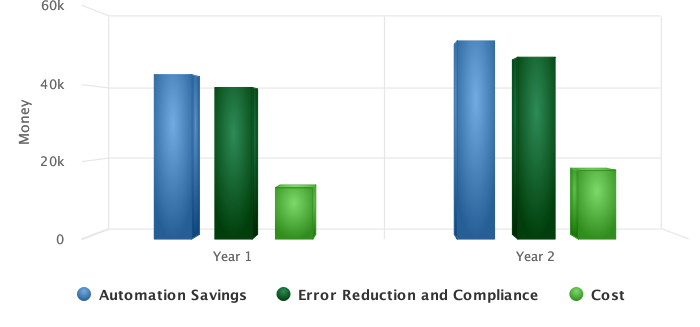 60k
40k
20k
0
Money
Year 1
Year 2
Automation Savings
Error Reduction and Compliance
Cost